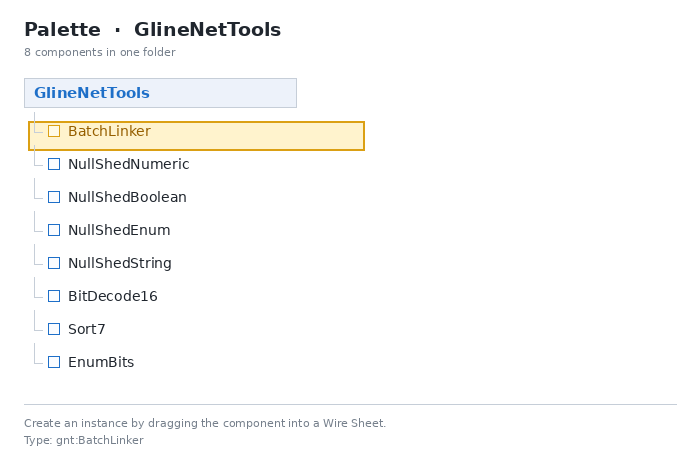 Palette · GlineNetTools
8 components in one folder
GlineNetTools
BatchLinker
NullShedNumeric
NullShedBoolean
NullShedEnum
NullShedString
BitDecode16
Sort7
EnumBits
Create an instance by dragging the component into a Wire Sheet.
Type: gnt:BatchLinker